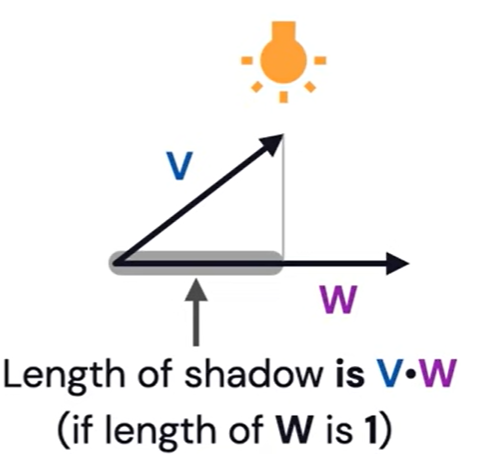 V
W
Length of shadow is V•W
(if length of W is 1)